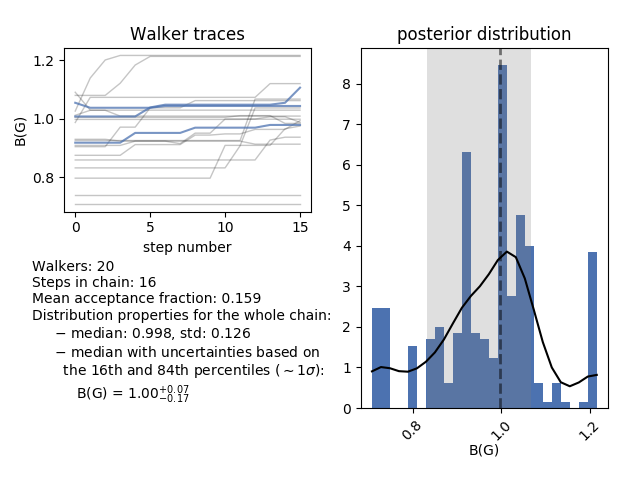 Walker traces
1.2
1.0
0.8
B(G)
0 5 10 15
step number
Walkers: 20
Steps in chain: 16
Mean acceptance fraction: 0.159
Distribution properties for the whole chain:
− median: 0.998, std: 0.126
− median with uncertainties based on
the 16th and 84th percentiles (∼1σ):
B(G) = 1.00^{+0.07}_{−0.17}
posterior distribution
8
7
6
5
4
3
2
1
0
0.8 1.0 1.2
B(G)